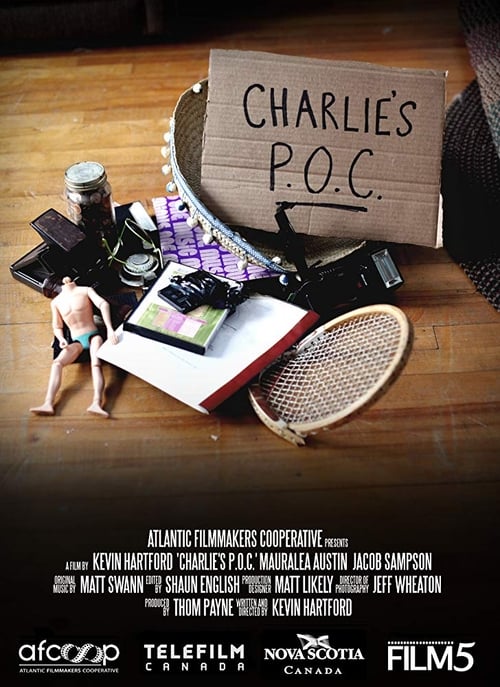 CHARLIE'S
P.O.C.
ATLANTIC FILMMAKERS COOPERATIVE PRESENTS
A FILM BY KEVIN HARTFORD 'CHARLIE'S P.O.C.' MAURALEA AUSTIN JACOB SAMPSON
ORIGINAL MUSIC BY MATT SWANN EDITED BY SHAUN ENGLISH PRODUCTION DESIGNER MATT LIKELY DIRECTOR OF PHOTOGRAPHY JEFF WHEATON
PRODUCED BY THOM PAYNE WRITTEN AND DIRECTED BY KEVIN HARTFORD
afcoop
ATLANTIC FILMMAKERS COOPERATIVE
TELEFILM
CANADA
NOVA SCOTIA
CANADA
FILM5